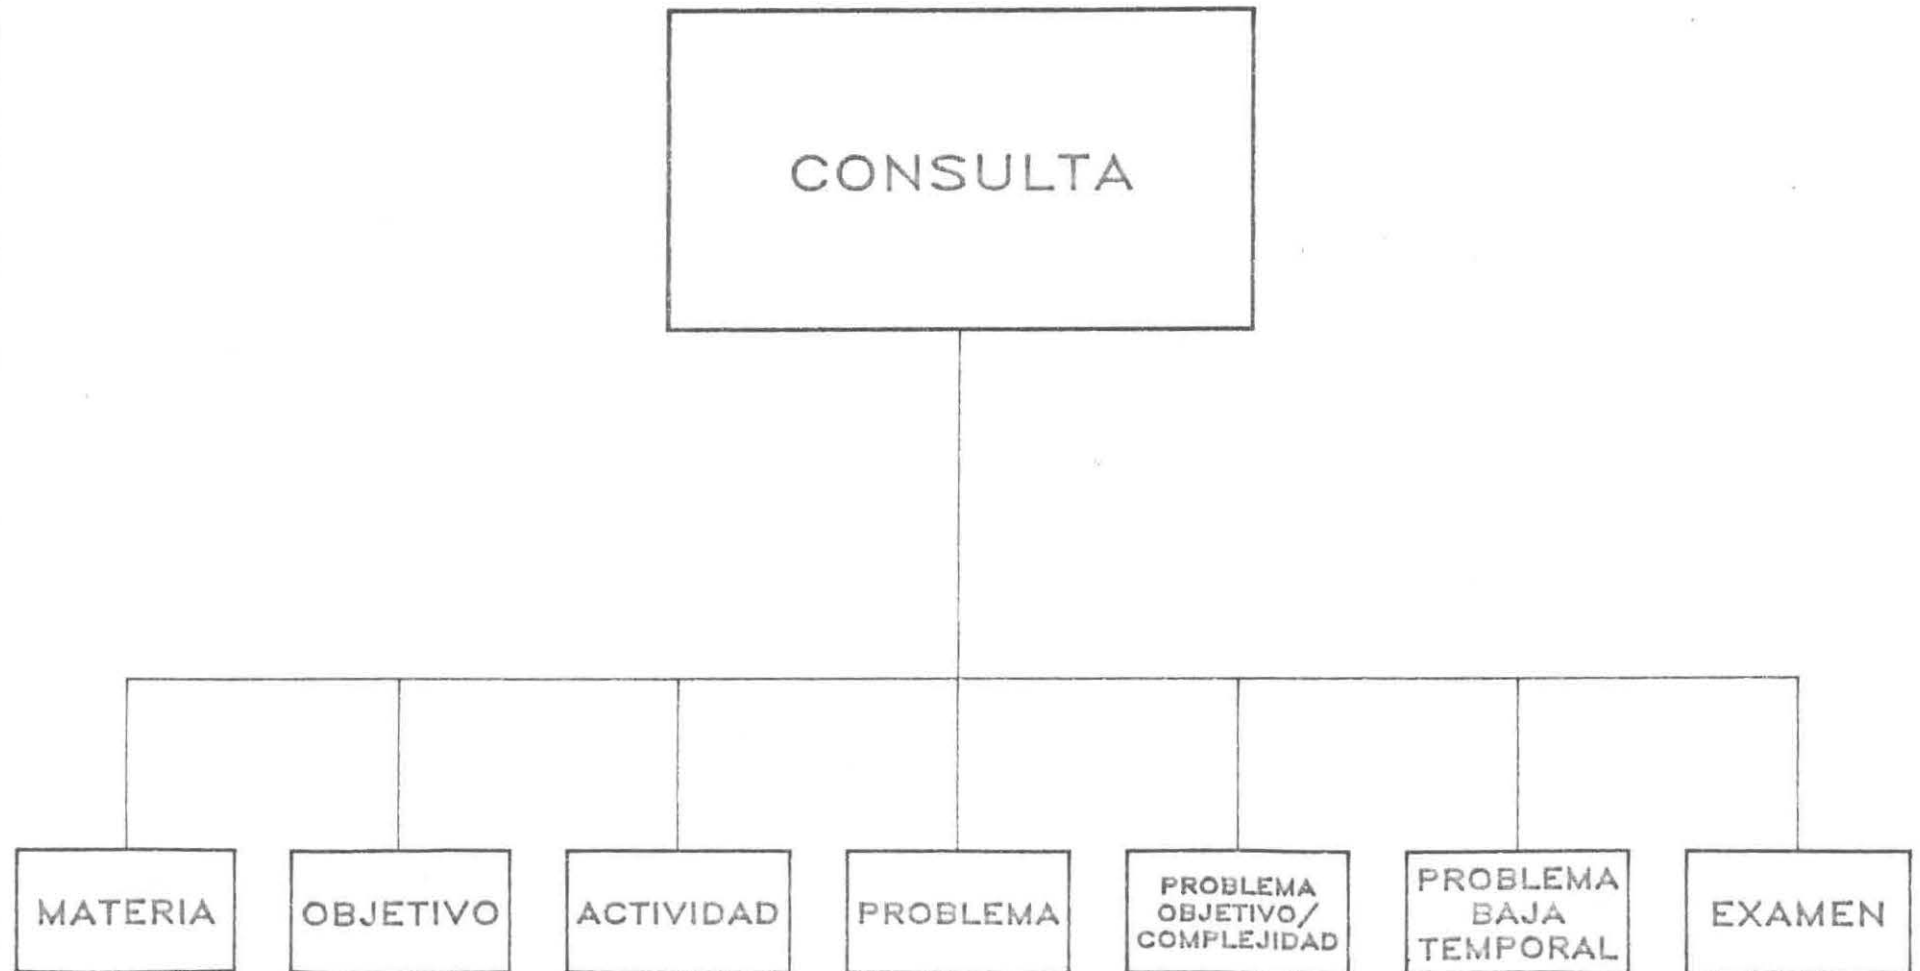 CONSULTA
MATERIA
OBJETIVO
ACTIVIDAD
PROBLEMA
PROBLEMA
OBJETIVO/
COMPLEJIDAD
PROBLEMA
BAJA
TEMPORAL
EXAMEN